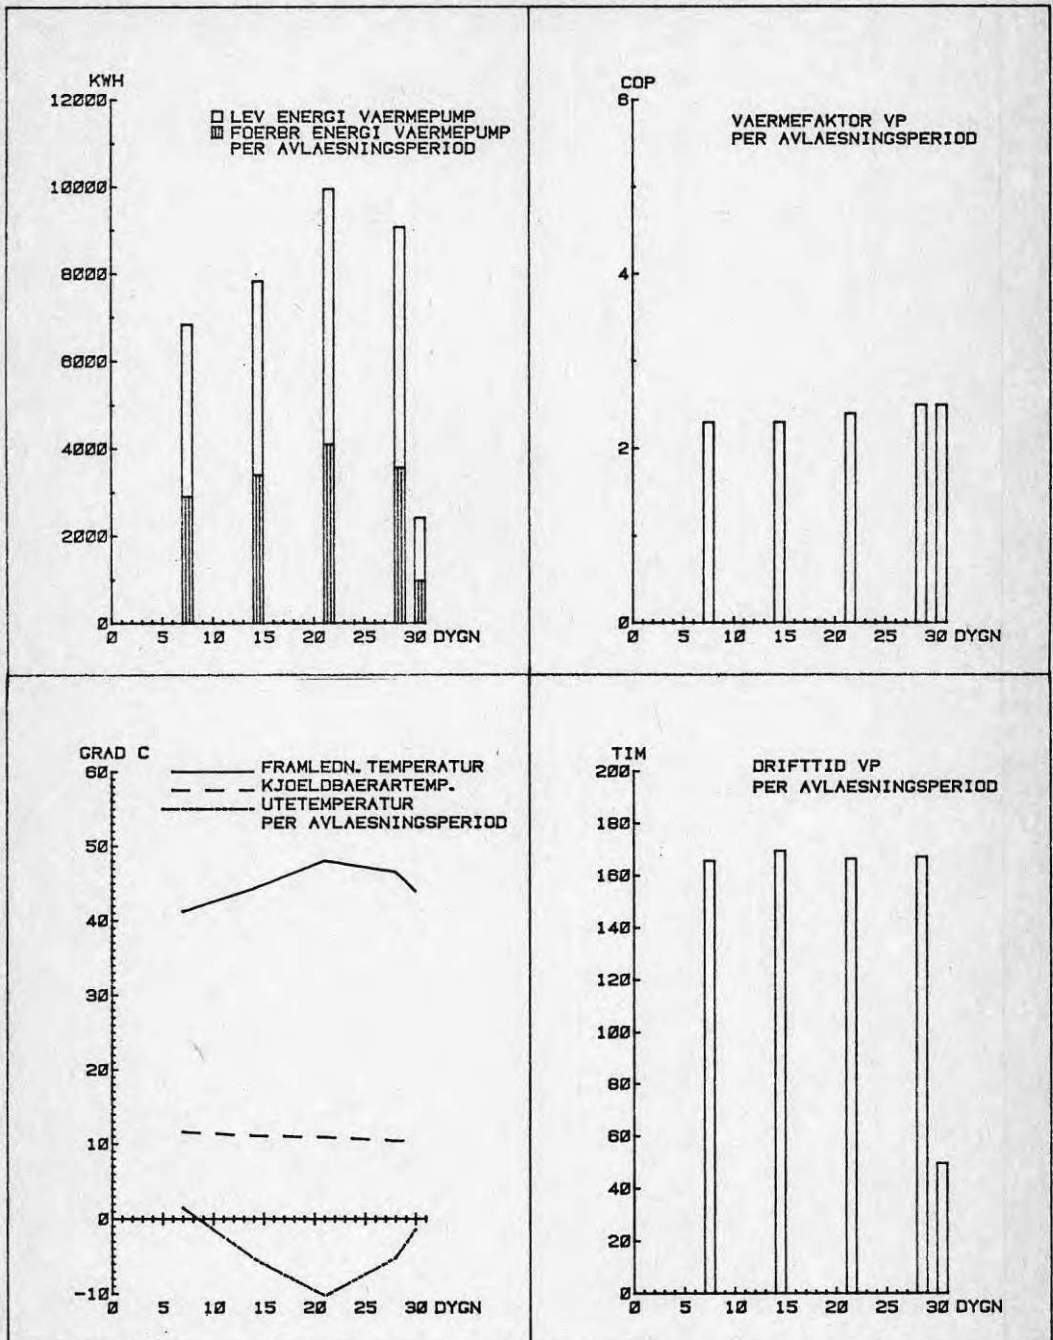 KWH
12000
10000
8000
6000
4000
2000
0
□ LEV ENERGI VAERMEPUMP
▥ FOERBR ENERGI VAERMEPUMP
PER AVLAESNINGSPERIOD
0 5 10 15 20 25 30 DYGN
COP
6
4
2
0
VAERMEFAKTOR VP
PER AVLAESNINGSPERIOD
0 5 10 15 20 25 30 DYGN
GRAD C
60
50
40
30
20
10
0
-10
FRAMLEDN. TEMPERATUR
KJOELDBAERARTEMP.
UTETEMPERATUR
PER AVLAESNINGSPERIOD
0 5 10 15 20 25 30 DYGN
TIM
200
180
160
140
120
100
80
60
40
20
0
DRIFTTID VP
PER AVLAESNINGSPERIOD
0 5 10 15 20 25 30 DYGN